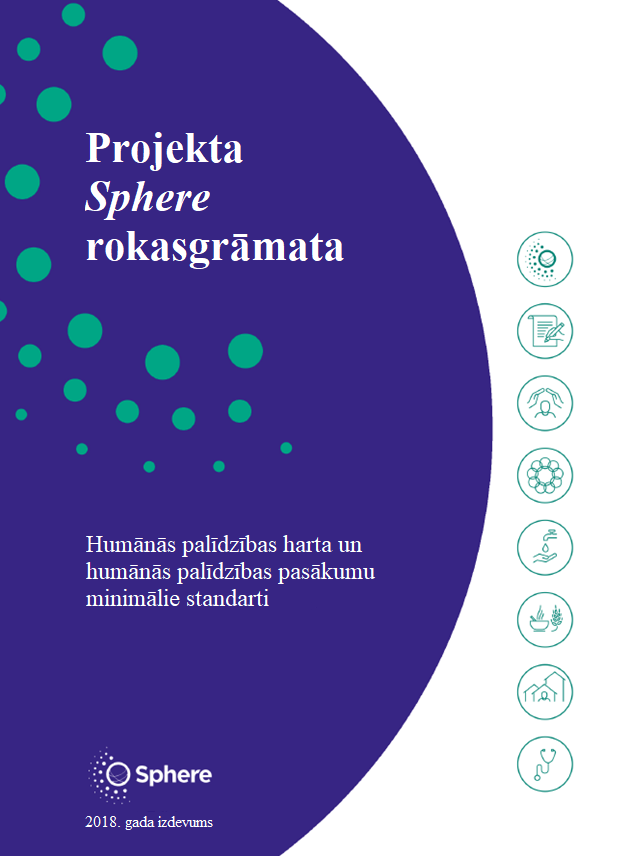 Projekta
Sphere
rokasgrāmata
Humānās palīdzības harta un
humānās palīdzības pasākumu
minimālie standarti
Sphere
2018. gada izdevums